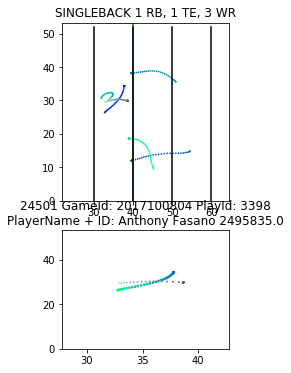 SINGLEBACK 1 RB, 1 TE, 3 WR
50
40
30
20
10
0
30 40 50 60
24501 GameId: 2017100804 PlayId: 3398
PlayerName + ID: Anthony Fasano 2495835.0
40
20
0
30 35 40